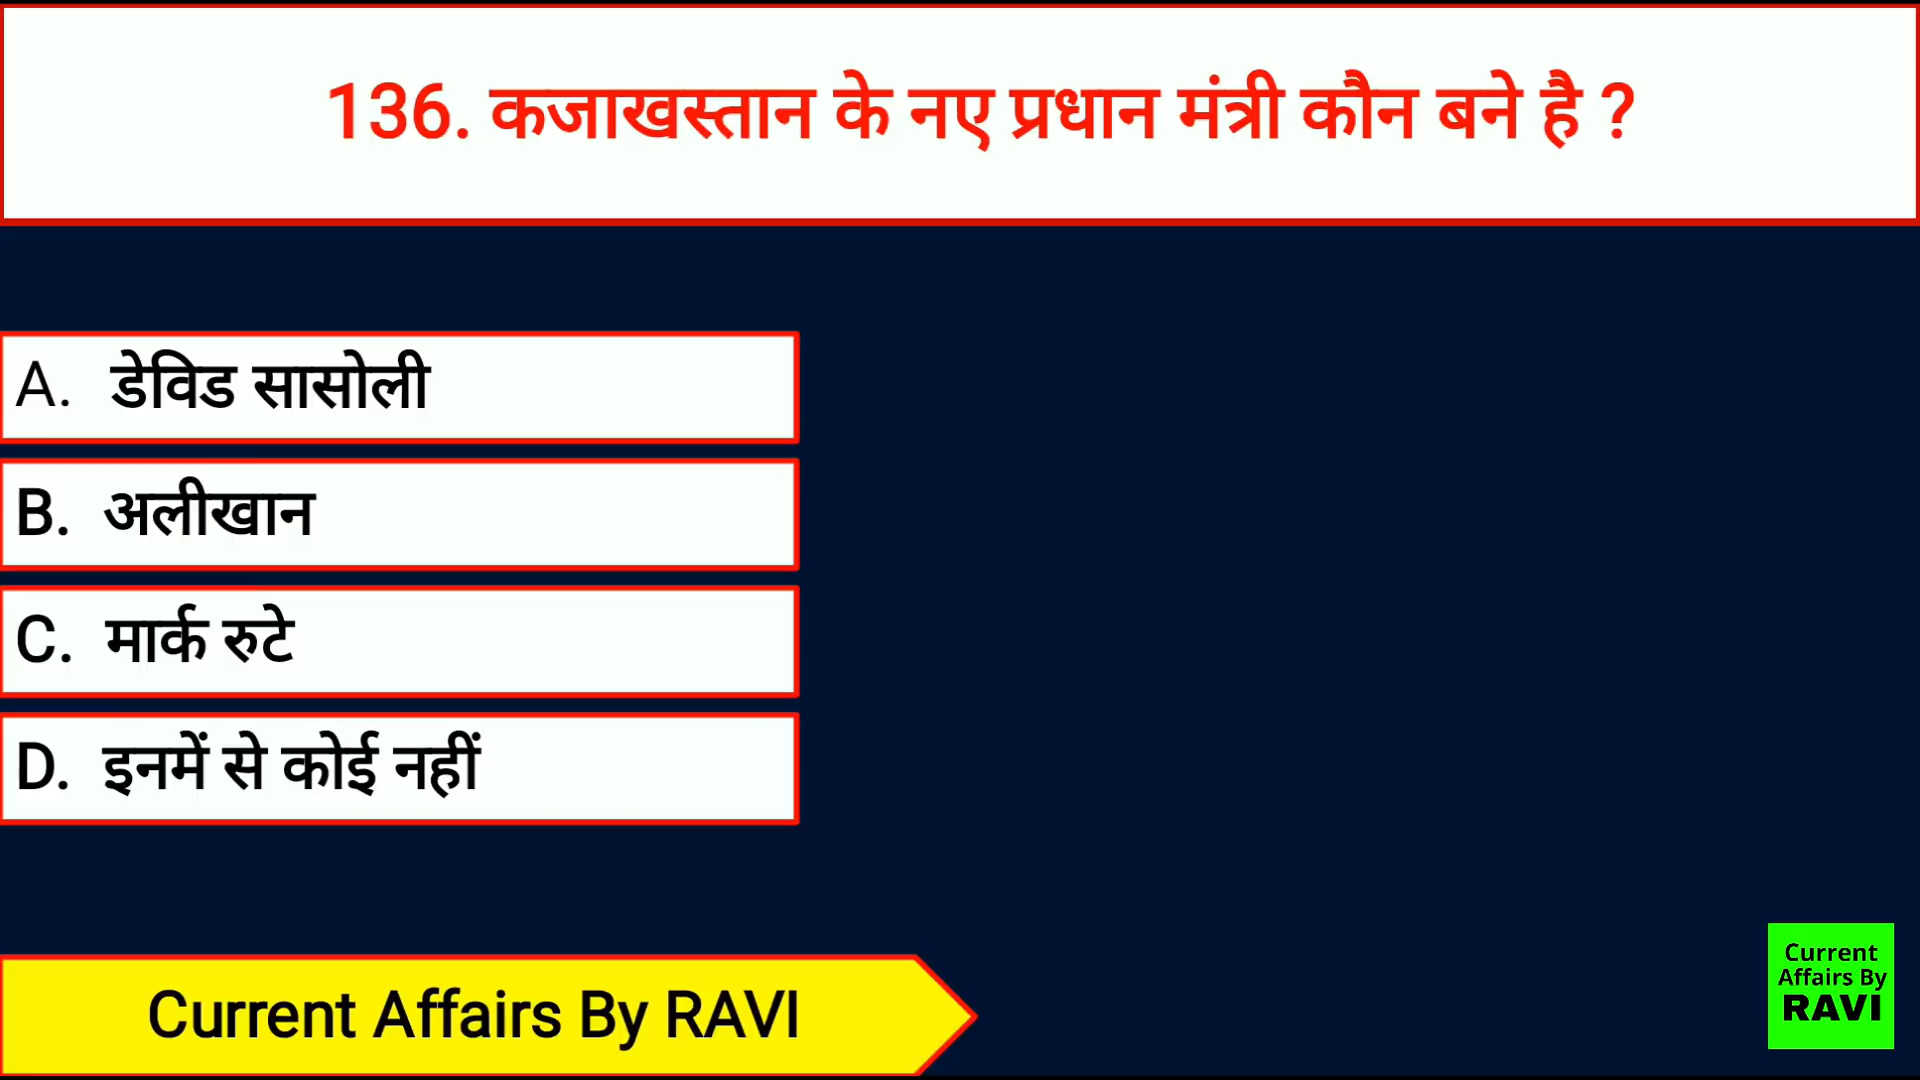 136. कजाखस्तान के नए प्रधान मंत्री कौन बने है ?
A. डेविड सासोली
B. अलीखान
C. मार्क रुटे
D. इनमें से कोई नहीं
Current Affairs By RAVI
Current
Affairs By
RAVI